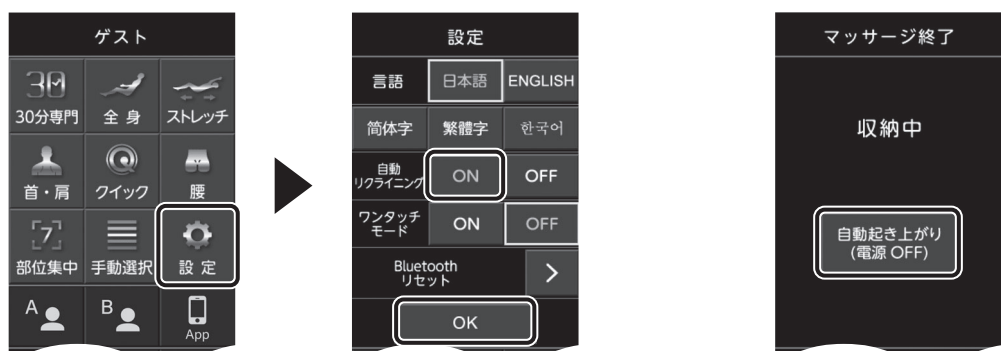 ゲスト
30
30分専門
全 身
ストレッチ
首・肩
クイック
腰
7
部位集中
手動選択
設 定
A
B
App
設定
言語
日本語
ENGLISH
简体字
繁體字
한국어
自動
リクライニング
ON
OFF
ワンタッチ
モード
ON
OFF
Bluetooth
リセット
>
OK
マッサージ終了
収納中
自動起き上がり
(電源 OFF)